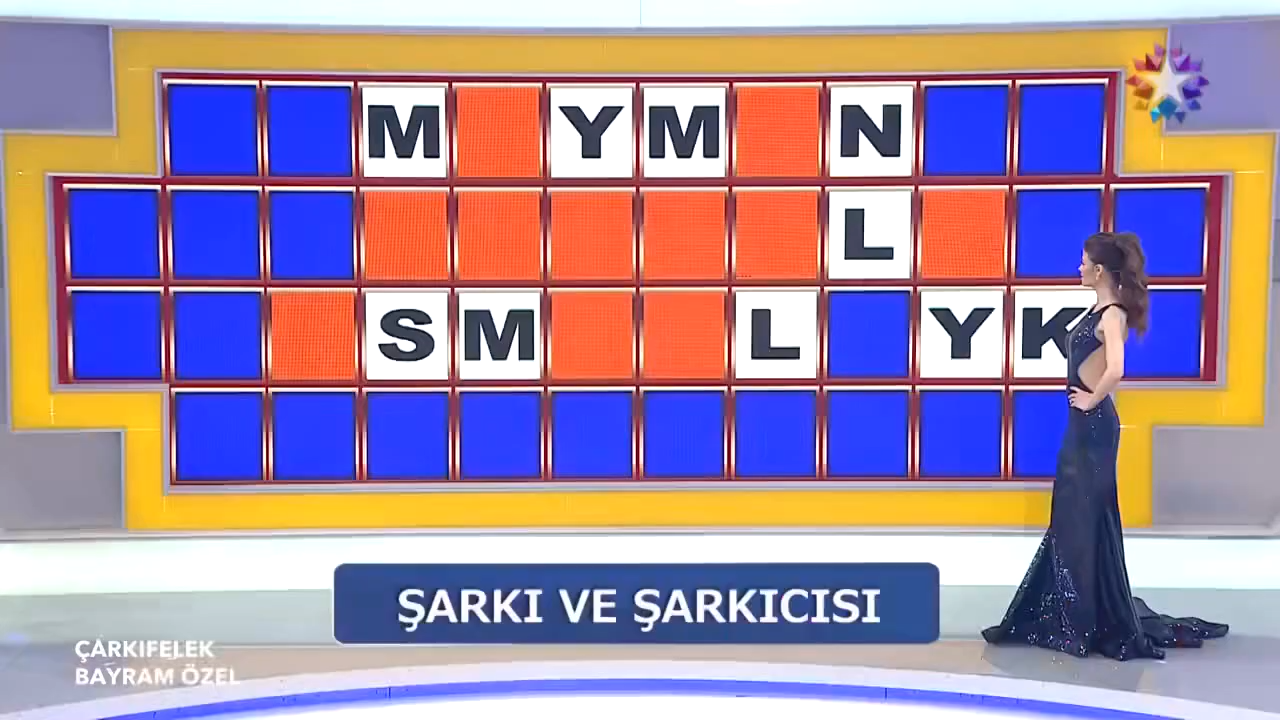 M YM N
L
SM L YK
ŞARKI VE ŞARKICISI
ÇARKIFELEK
BAYRAM ÖZEL